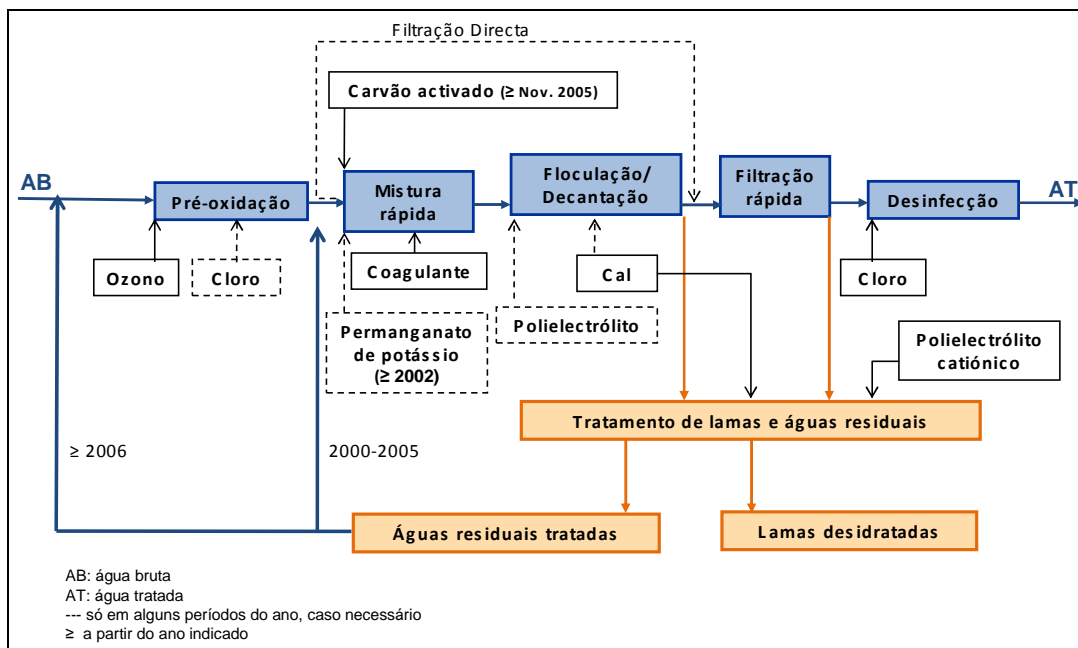 Filtração Directa
Carvão activado (≥ Nov. 2005)
AB
Pré-oxidação
Mistura
rápida
Floculação/
Decantação
Filtração
rápida
Desinfecção
AT
Ozono
Cloro
Coagulante
Cal
Cloro
Permanganato
de potássio
(≥ 2002)
Polielectrólito
Polielectrólito
catiónico
Tratamento de lamas e águas residuais
≥ 2006
2000-2005
Águas residuais tratadas
Lamas desidratadas
AB: água bruta
AT: água tratada
--- só em alguns períodos do ano, caso necessário
≥ a partir do ano indicado